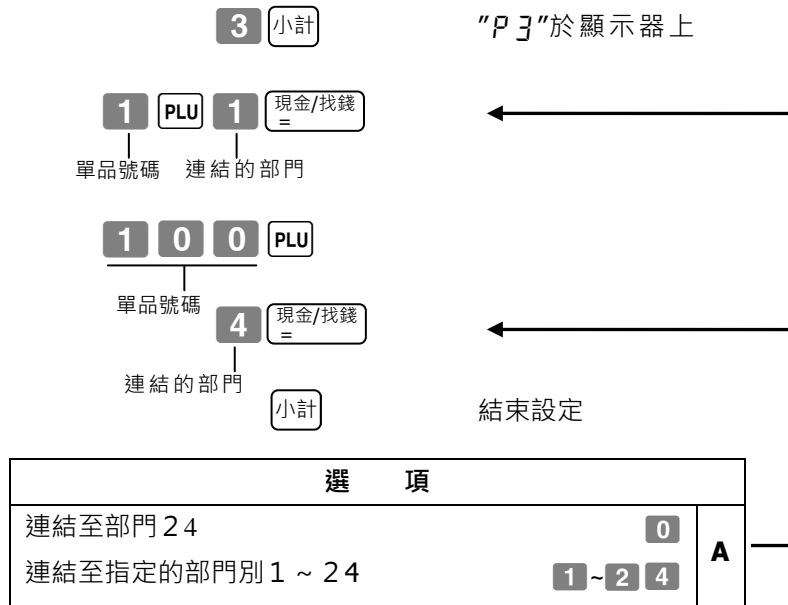 3 小計 "P 3"於顯示器上
1 PLU 1 現金/找錢 =
單品號碼 連結的部門
1 0 0 PLU
單品號碼
4 現金/找錢 =
連結的部門
小計 結束設定
選 項
連結至部門24 0
A
連結至指定的部門別1 ~ 24 1 ~ 2 4